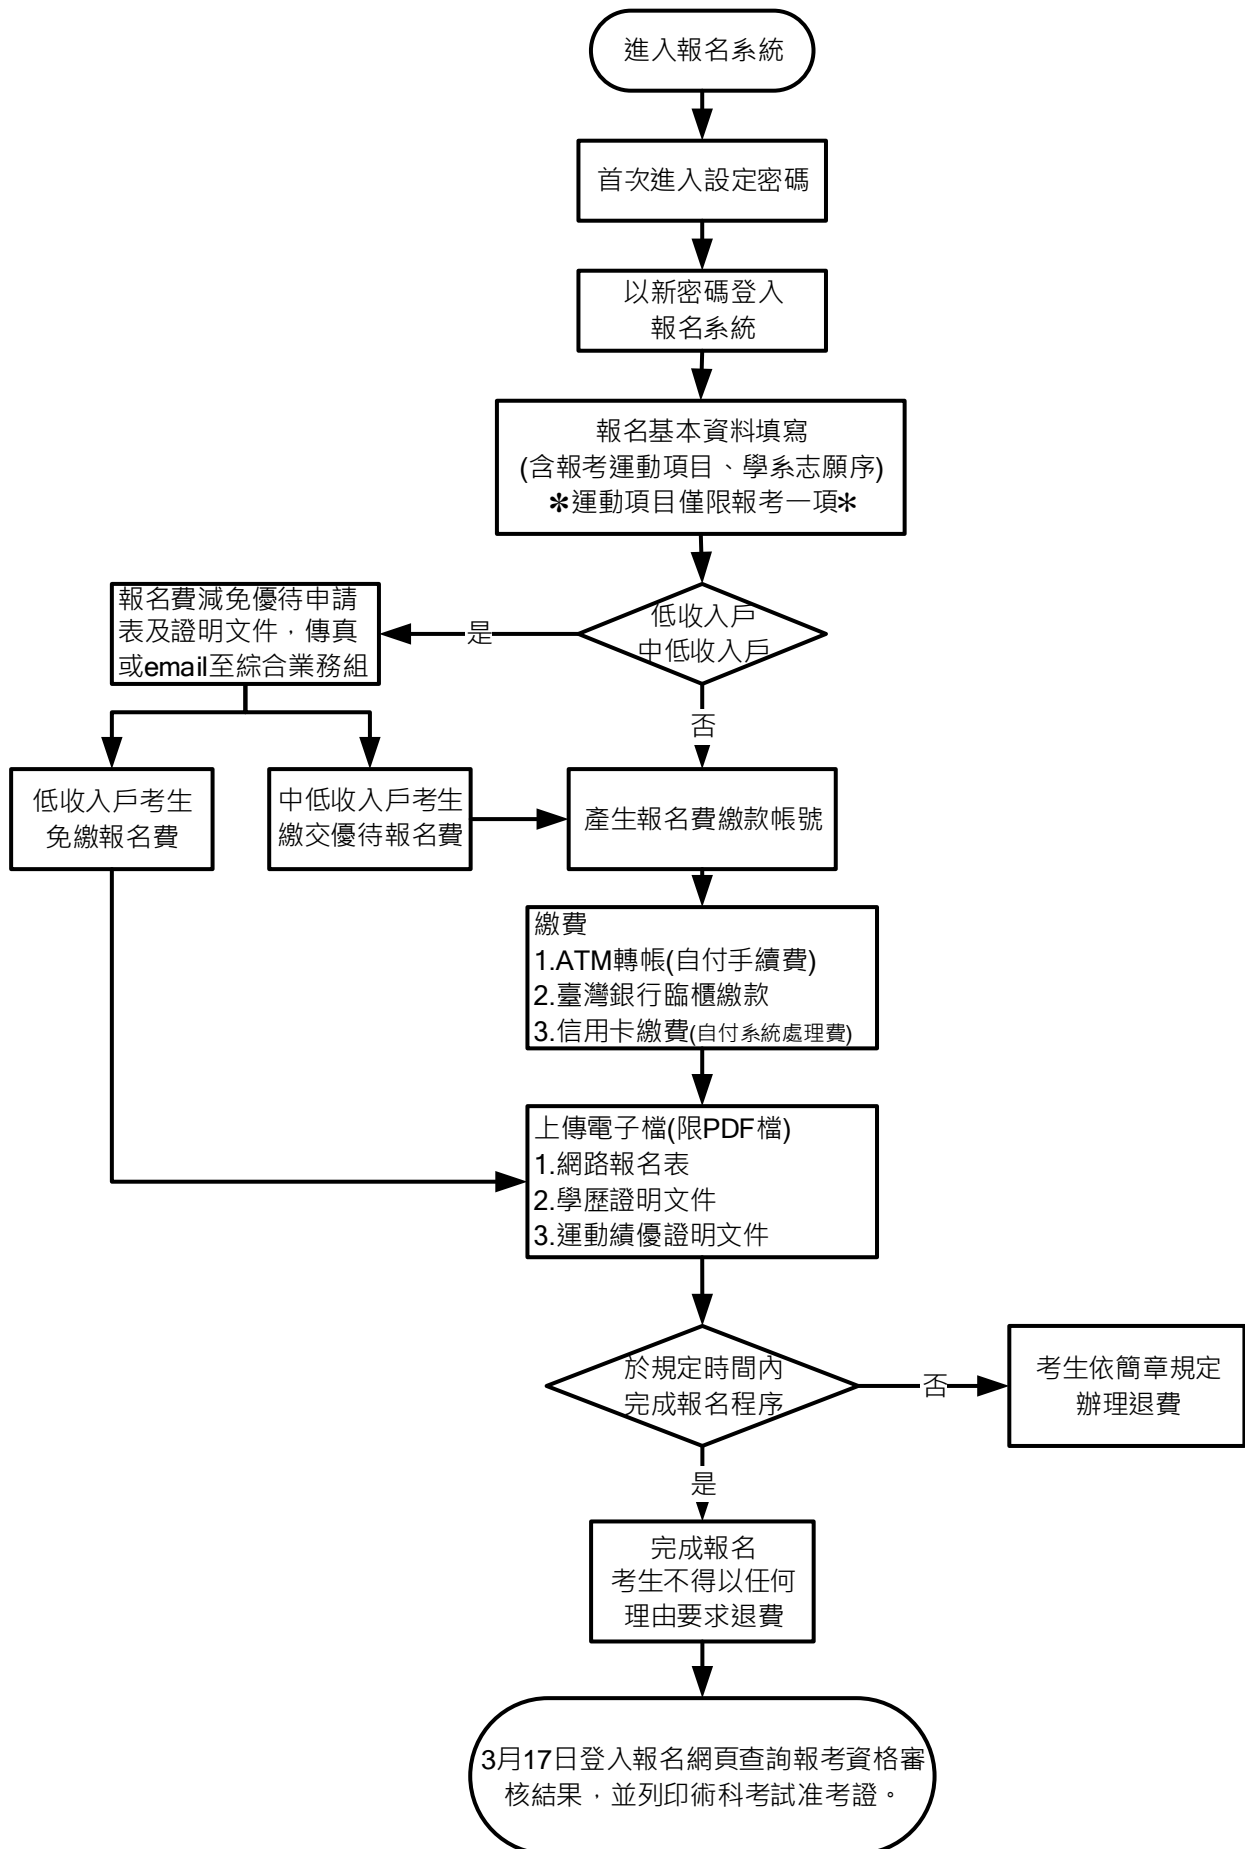 進入報名系統
首次進入設定密碼
以新密碼登入
報名系統
報名基本資料填寫
(含報考運動項目、學系志願序)
✻運動項目僅限報考一項✻
低收入戶
中低收入戶
是
報名費減免優待申請
表及證明文件，傳真
或email至綜合業務組
否
低收入戶考生
免繳報名費
中低收入戶考生
繳交優待報名費
產生報名費繳款帳號
繳費
1.ATM轉帳(自付手續費)
2.臺灣銀行臨櫃繳款
3.信用卡繳費(自付系統處理費)
上傳電子檔(限PDF檔)
1.網路報名表
2.學歷證明文件
3.運動績優證明文件
於規定時間內
完成報名程序
否
考生依簡章規定
辦理退費
是
完成報名
考生不得以任何
理由要求退費
3月17日登入報名網頁查詢報考資格審
核結果，並列印術科考試准考證。